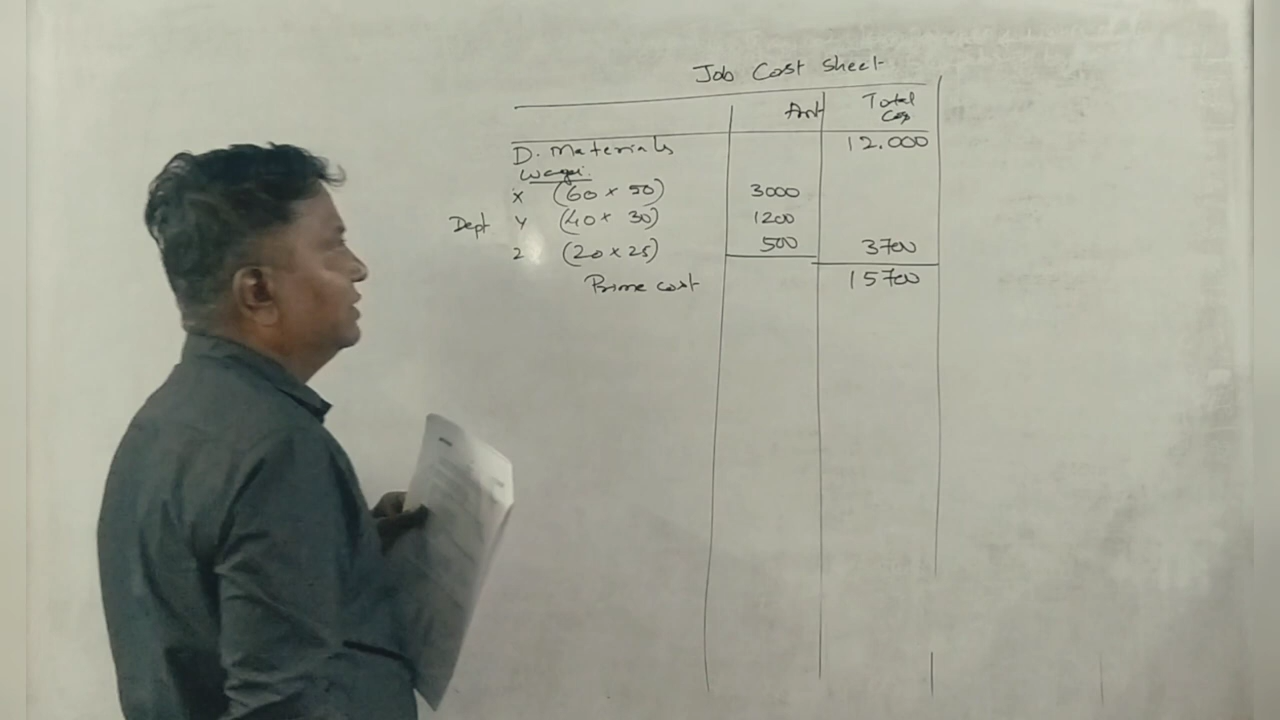 Job Cost Sheet
Amt Total
D. Materials 12.000
Wages.
X (60 × 50) 3000
Dept Y (40 × 30) 1200
Z (20 × 25) 500 3700
Prime cost 15700